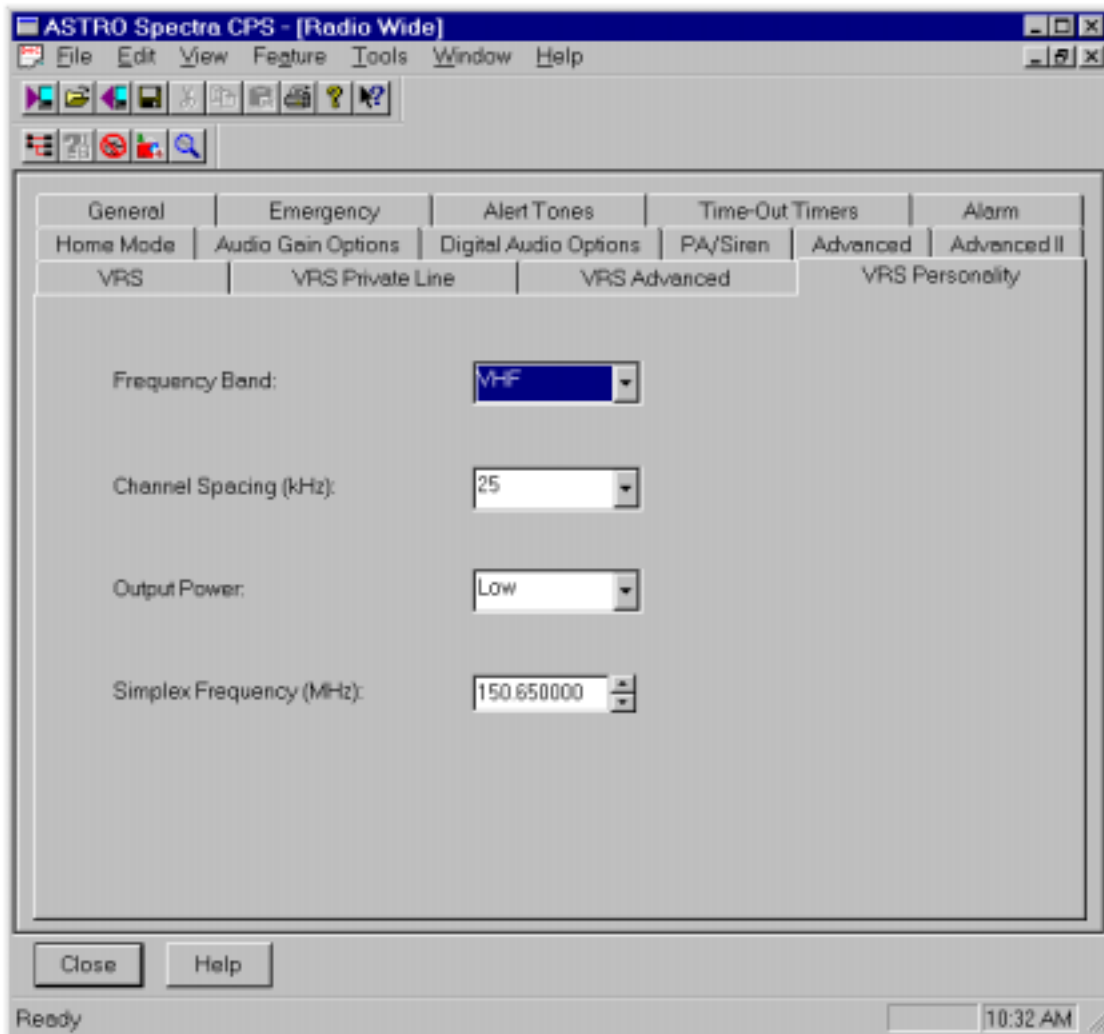 ASTRO Spectra CPS - [Radio Wide]
File Edit View Feature Tools Window Help
General Emergency Alert Tones Time-Out Timers Alarm
Home Mode Audio Gain Options Digital Audio Options PA/Siren Advanced Advanced II
VRS VRS Private Line VRS Advanced VRS Personality
Frequency Band: VHF
Channel Spacing (kHz): 25
Output Power: Low
Simplex Frequency (MHz): 150.650000
Close Help
Ready 10:32 AM